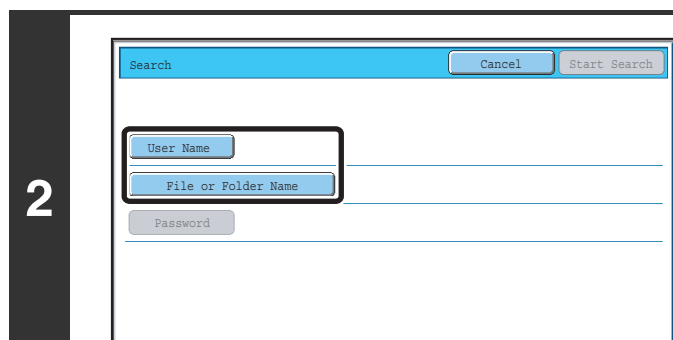 2
Search Cancel Start Search
User Name
File or Folder Name
Password